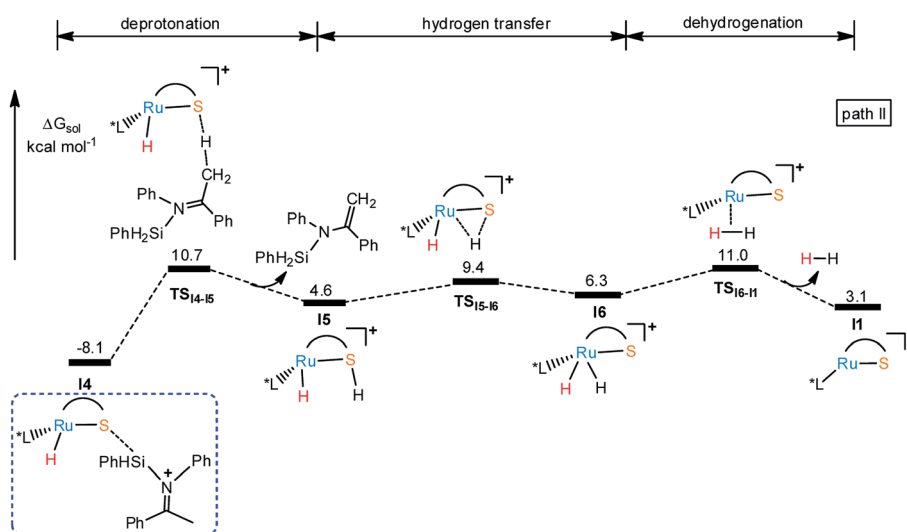 deprotonation hydrogen transfer dehydrogenation
ΔGsol
kcal mol-1
path II
Ru S ]+
*L
H
H
CH2
Ph
N
PhH2Si
Ph
10.7
TSI4-I5
-8.1
I4
Ru S
*L
H
PhHSi
Ph
N
+
Ph
CH2
Ph
N
PhH2Si
Ph
4.6
I5
Ru S ]+
*L
H
H
Ru S ]+
*L
H
H
9.4
TSI5-I6
6.3
I6
Ru S ]+
*L
H H
Ru S ]+
*L
H-H
11.0
TSI6-I1
H-H
3.1
I1
Ru S ]
*L